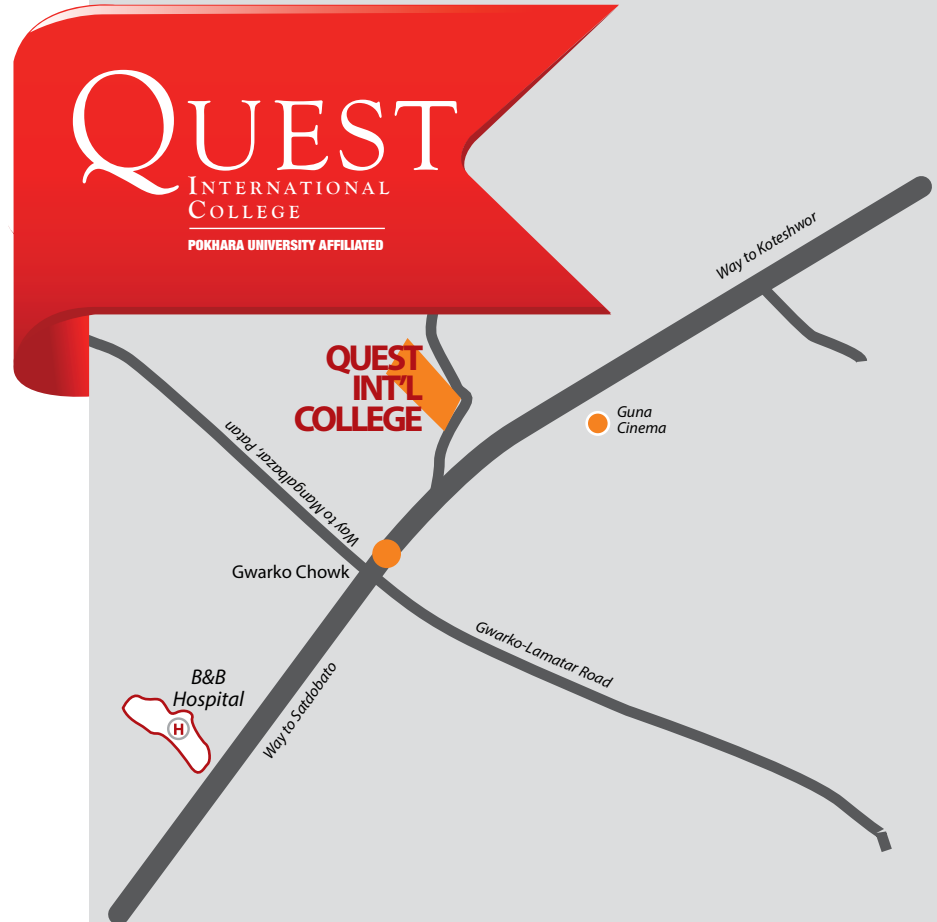 QUEST
INTERNATIONAL
COLLEGE
POKHARA UNIVERSITY AFFILIATED
Way to Koteshwor
QUEST
INT'L
COLLEGE
Guna
Cinema
Way to Mangalbazar, Patan
Gwarko Chowk
Gwarko-Lamatar Road
B&B
Hospital
H
Way to Satdobato